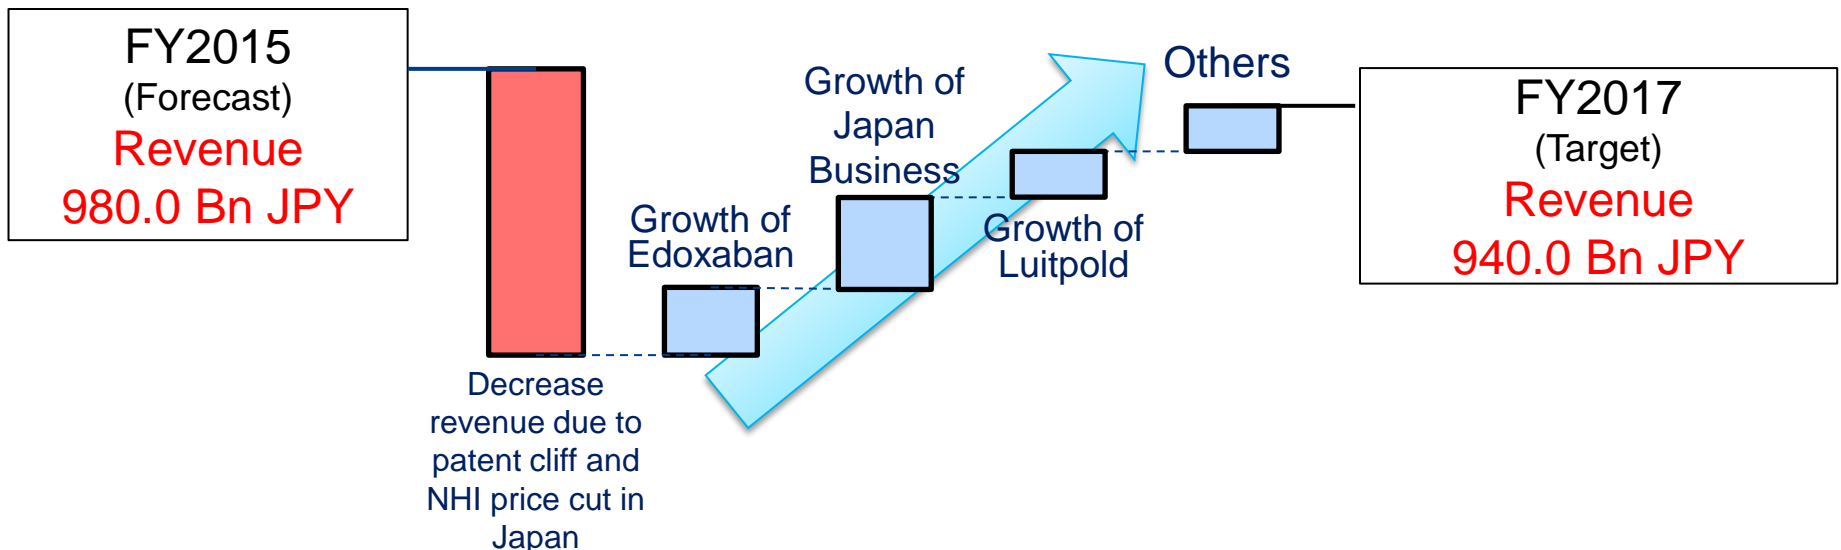 FY2015
(Forecast)
Revenue
980.0 Bn JPY
Decrease
revenue due to
patent cliff and
NHI price cut in
Japan
Growth of
Edoxaban
Growth of
Japan
Business
Growth of
Luitpold
Others
FY2017
(Target)
Revenue
940.0 Bn JPY